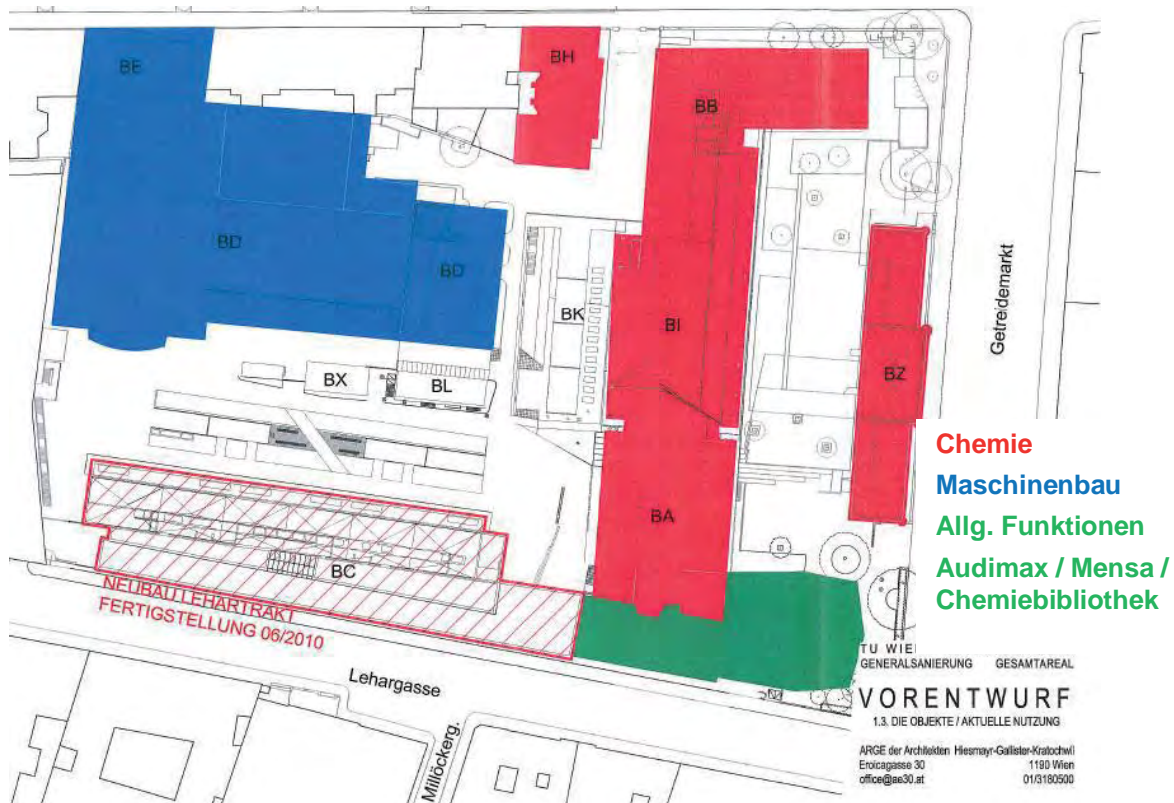 BE
BH
BB
BD
BD
BK
BI
BX
BL
BZ
Getreidemarkt
BA
BC
NEUBAU LEHARTRAKT
FERTIGSTELLUNG 06/2010
Lehargasse
Millöckerg.
Chemie
Maschinenbau
Allg. Funktionen
Audimax / Mensa /
Chemiebibliothek
TU WIE
GENERALSANIERUNG GESAMTAREAL
VORENTWURF
1.3. DIE OBJEKTE / AKTUELLE NUTZUNG
ARGE der Architekten Hiesmayr-Gallister-Kratochwil
Eroicagasse 30 1190 Wien
office@ae30.at 01/3180500